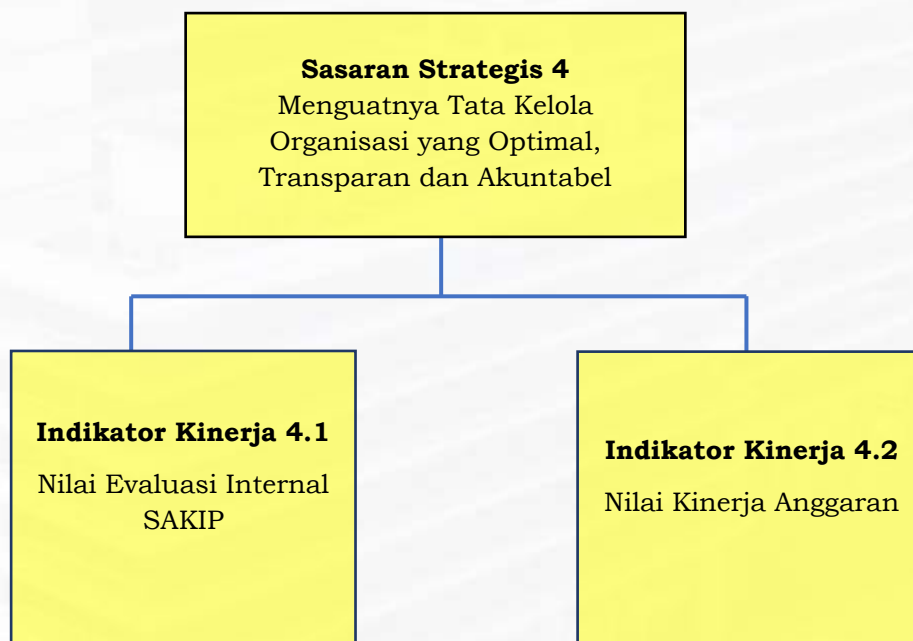 Sasaran Strategis 4
Menguatnya Tata Kelola
Organisasi yang Optimal,
Transparan dan Akuntabel
Indikator Kinerja 4.1
Nilai Evaluasi Internal
SAKIP
Indikator Kinerja 4.2
Nilai Kinerja Anggaran